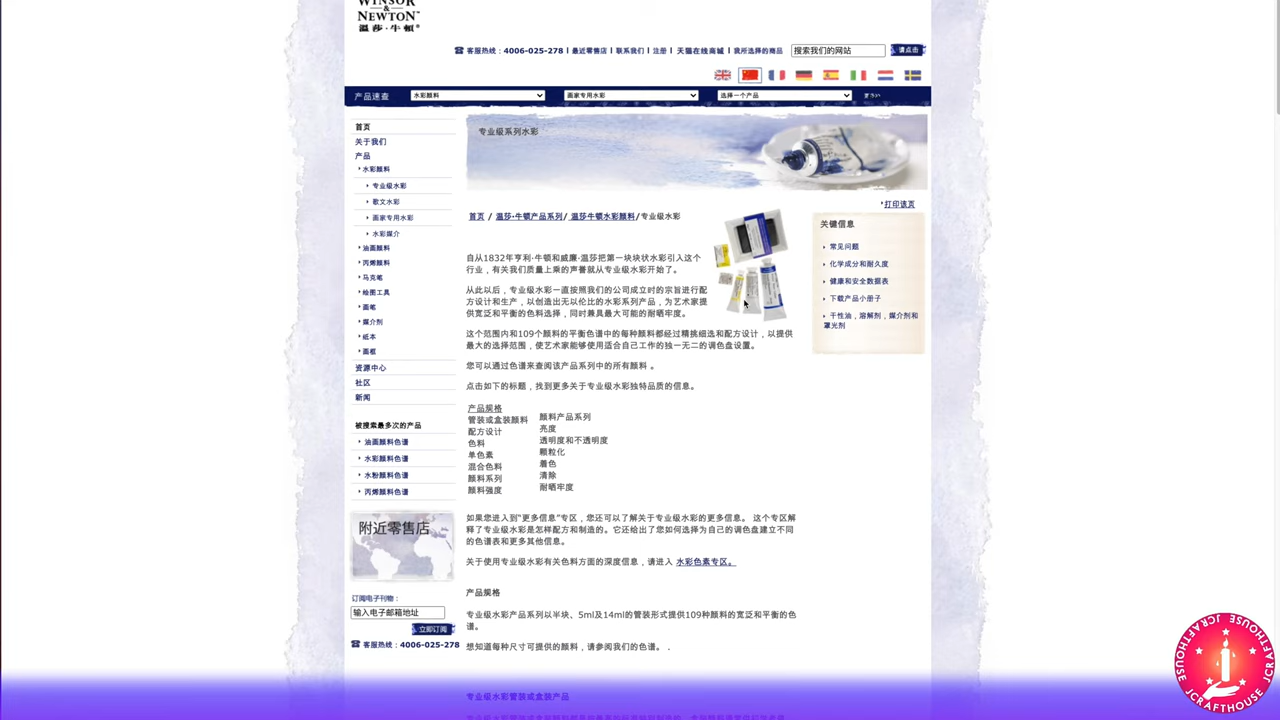 WINSOR
&
NEWTON™
温莎·牛顿
客服热线：4006-025-278 | 最近零售店 | 联系我们 | 注册 | 天猫在线商城 | 我所选择的商品
搜索我们的网站
请点击
产品速查
水彩颜料
画家专用水彩
选择一个产品
首页
关于我们
产品
水彩颜料
专业级水彩
歌文水彩
画家专用水彩
水彩媒介
油画颜料
丙烯颜料
马克笔
绘图工具
画笔
媒介剂
纸本
画框
资源中心
社区
新闻
被搜索最多次的产品
油画颜料色谱
水彩颜料色谱
水粉颜料色谱
丙烯颜料色谱
附近零售店
订阅电子刊物：
输入电子邮箱地址
立即订阅
客服热线：4006-025-278
专业级系列水彩
首页 / 温莎·牛顿产品系列/ 温莎牛顿水彩颜料/专业级水彩
自从1832年亨利·牛顿和威廉·温莎把第一块块状水彩引入这个
行业，有关我们质量上乘的声誉就从专业级水彩开始了。
从此以后，专业级水彩一直按照我们的公司成立时的宗旨进行配
方设计和生产，以创造出无以伦比的水彩系列产品，为艺术家提
供宽泛和平衡的色料选择，同时兼具最大可能的耐晒牢度。
这个范围内和109个颜料的平衡色谱中的每种颜料都经过精挑细选和配方设计，以提供
最大的选择范围，使艺术家能够使用适合自己工作的独一无二的调色盘设置。
您可以通过色谱来查阅该产品系列中的所有颜料 。
点击如下的标题，找到更多关于专业级水彩独特品质的信息。
产品规格
管装或盒装颜料
配方设计
色料
单色素
混合色料
颜料系列
颜料强度
颜料产品系列
亮度
透明度和不透明度
颗粒化
着色
清除
耐晒牢度
如果您进入到“更多信息”专区，您还可以了解关于专业级水彩的更多信息。 这个专区解
释了专业级水彩是怎样配方和制造的。它还给出了您如何选择为自己的调色盘建立不同
的色谱表和更多其他信息。
关于使用专业级水彩有关色料方面的深度信息，请进入 水彩色素专区。
产品规格
专业级水彩产品系列以半块、5ml及14ml的管装形式提供109种颜料的宽泛和平衡的色
谱。
想知道每种尺寸可提供的颜料，请参阅我们的色谱。 .
专业级水彩管装或盒装产品
打印该页
关键信息
常见问题
化学成分和耐久度
健康和安全数据表
下载产品小册子
干性油，溶解剂，媒介和
罩光剂
JCRAFTHOUSE
JCRAFTHOUSE